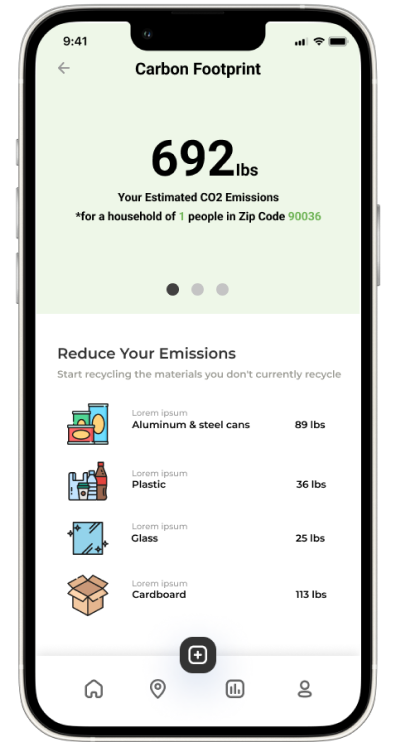 9:41
Carbon Footprint
692lbs
Your Estimated CO2 Emissions
*for a household of 1 people in Zip Code 90036
Reduce Your Emissions
Start recycling the materials you don't currently recycle
Lorem ipsum
Aluminum & steel cans 89 lbs
Lorem ipsum
Plastic 36 lbs
Lorem ipsum
Glass 25 lbs
Lorem ipsum
Cardboard 113 lbs